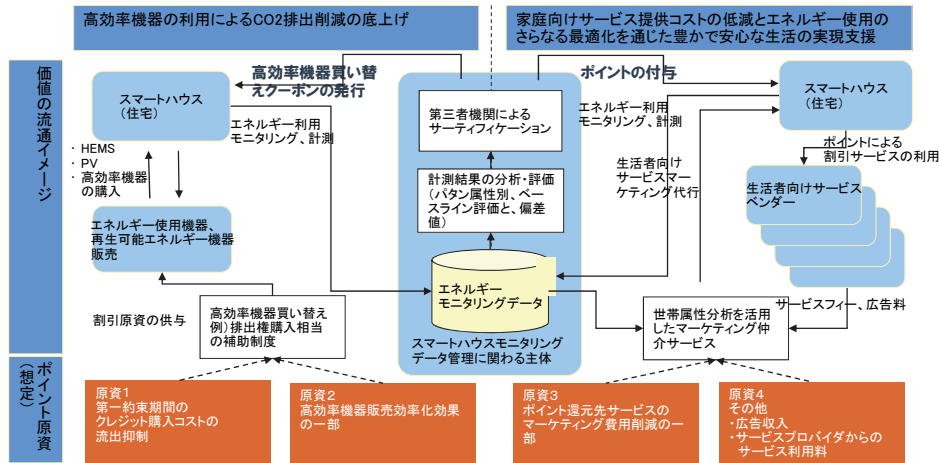 高効率機器の利用によるCO2排出削減の底上げ
家庭向けサービス提供コストの低減とエネルギー使用の
さらなる最適化を通じた豊かで安心な生活の実現支援
価値の流通イメージ
スマートハウス
(住宅)
高効率機器買い替
えクーポンの発行
エネルギー利用
モニタリング、計測
・ HEMS
・ PV
・ 高効率機器
の購入
エネルギー使用機器、
再生可能エネルギー機器
販売
割引原資の供与
高効率機器買い替え
例)排出権購入相当
の補助制度
第三者機関による
サーティフィケーション
計測結果の分析・評価
(パタン属性別、ベー
スライン評価と、偏差
値)
エネルギー
モニタリングデータ
スマートハウスモニタリング
データ管理に関わる主体
ポイントの付与
エネルギー利用
モニタリング、計測
生活者向け
サービスマー
ケティング代行
スマートハウス
(住宅)
ポイントによる
割引サービスの利用
生活者向けサービス
ベンダー
サービスフィー、広告料
世帯属性分析を活用
したマーケティング仲
介サービス
ポイント原資
(想定)
原資1
第一約束期間の
クレジット購入コストの
流出抑制
原資2
高効率機器販売効率化効果
の一部
原資3
ポイント還元先サービスの
マーケティング費用削減の一
部
原資4
その他
・広告収入
・サービスプロバイダからの
サービス利用料